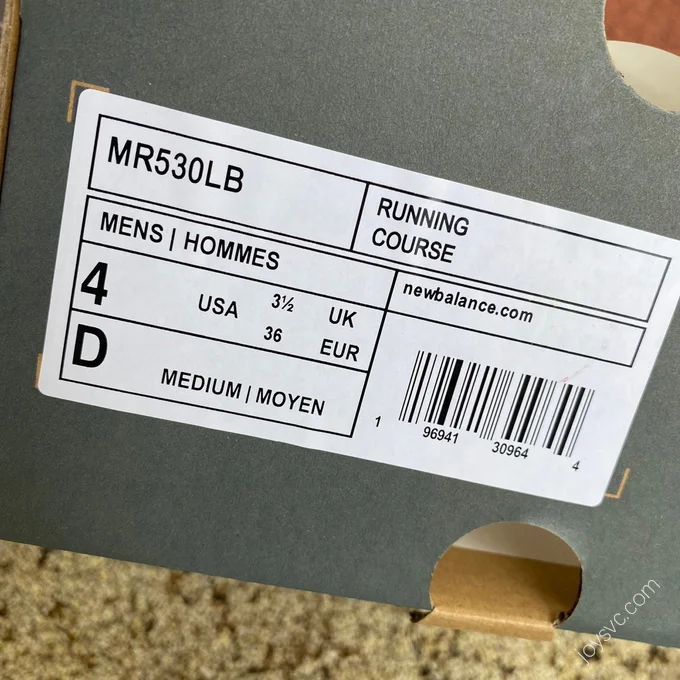 MR530LB
RUNNING
COURSE
MENS | HOMMES
newbalance.com
4 USA 3½ UK
36 EUR
D MEDIUM | MOYEN
1 96941 30964 4
joysvc.com